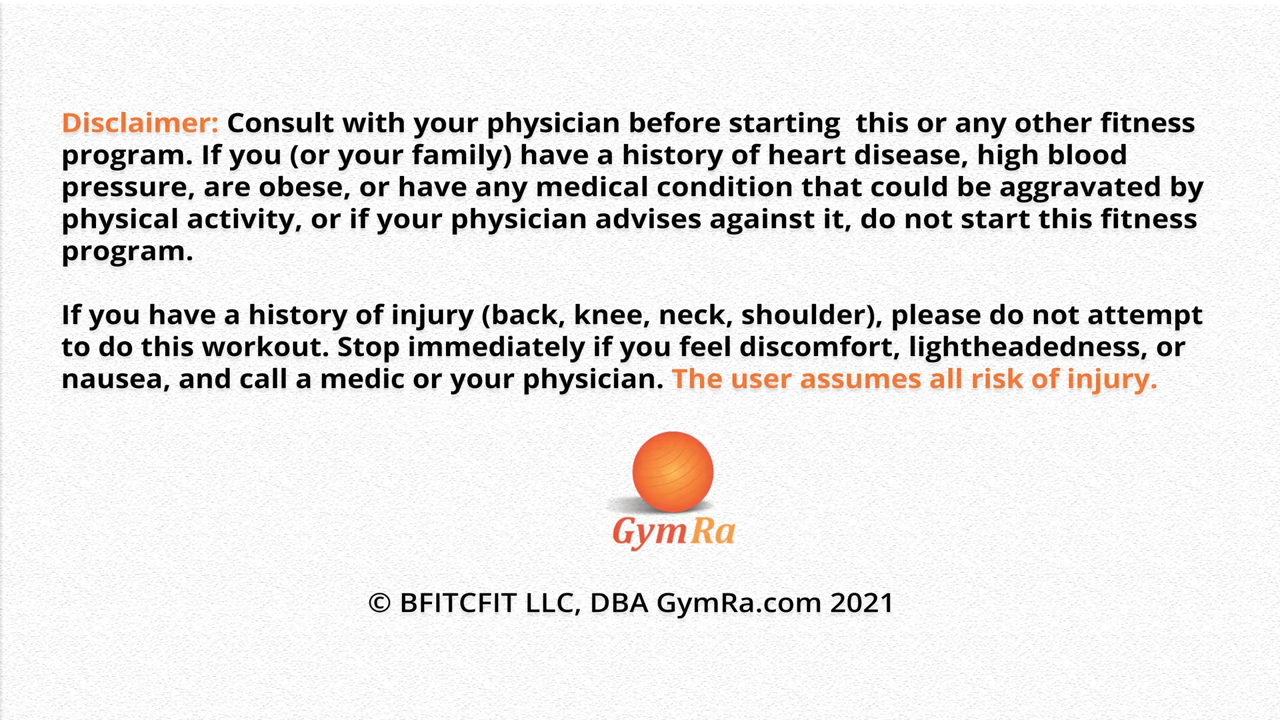 Disclaimer: Consult with your physician before starting  this or any other fitness
program. If you (or your family) have a history of heart disease, high blood
pressure, are obese, or have any medical condition that could be aggravated by
physical activity, or if your physician advises against it, do not start this fitness
program.
If you have a history of injury (back, knee, neck, shoulder), please do not attempt
to do this workout. Stop immediately if you feel discomfort, lightheadedness, or
nausea, and call a medic or your physician. The user assumes all risk of injury.
GymRa
© BFITCFIT LLC, DBA GymRa.com 2021